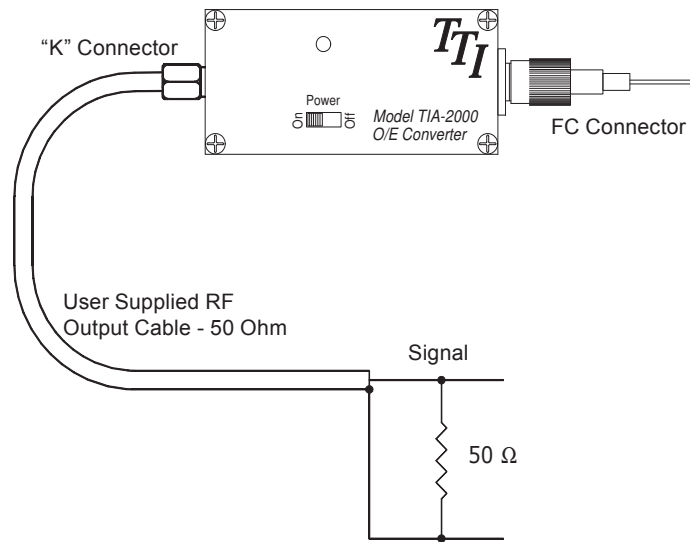 “K” Connector
TTI
Power
On
Off
Model TIA-2000
O/E Converter
FC Connector
User Supplied RF
Output Cable - 50 Ohm
Signal
50 Ω